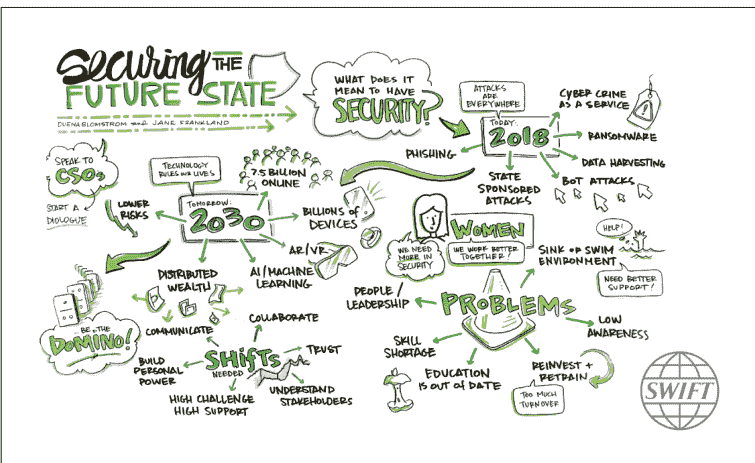 Securing THE
FUTURE STATE
DUENA BLOMSTROM and JANE FRANKLAND
WHAT DOES IT
MEAN TO HAVE
SECURITY?
ATTACKS
ARE
EVERYWHERE
TODAY:
2018
CYBER CRIME
AS A SERVICE
RANSOMWARE
DATA HARVESTING
BOT ATTACKS
STATE
SPONSORED
ATTACKS
PHISHING
SPEAK TO
CSOs
START A
DIALOGUE
TECHNOLOGY
RULES OUR LIVES
TOMORROW:
2030
LOWER
RISKS
7.5 BILLION
ONLINE
BILLIONS OF
DEVICES
AR/VR
AI/MACHINE
LEARNING
DISTRIBUTED
WEALTH
BE THE
DOMINO!
SHIFTS
NEEDED
COMMUNICATE
COLLABORATE
TRUST
UNDERSTAND
STAKEHOLDERS
HIGH CHALLENGE
HIGH SUPPORT
BUILD
PERSONAL
POWER
WE NEED
MORE IN
SECURITY
WOMEN
WE WORK BETTER
TOGETHER!
HELP!
SINK OR SWIM
ENVIRONMENT
NEED BETTER
SUPPORT!
PROBLEMS
PEOPLE/
LEADERSHIP
SKILL
SHORTAGE
EDUCATION
IS OUT OF DATE
LOW
AWARENESS
REINVEST +
RETRAIN
TOO MUCH
TURNOVER
SWIFT